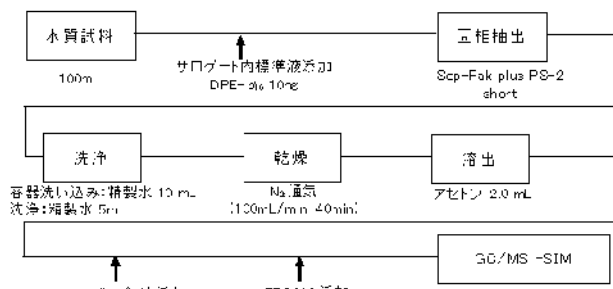 水質試料
固相抽出
100m
サロゲート内標準液添加
DPE-d₁₀ 10ng
Sep-Pak plus PS-2
short
洗浄
乾燥
溶出
容器洗い込み:精製水 10 mL
洗浄:精製水 5m
N₂通気
(100mL/min 40min)
アセトン 2.0 mL
GC/MS -SIM